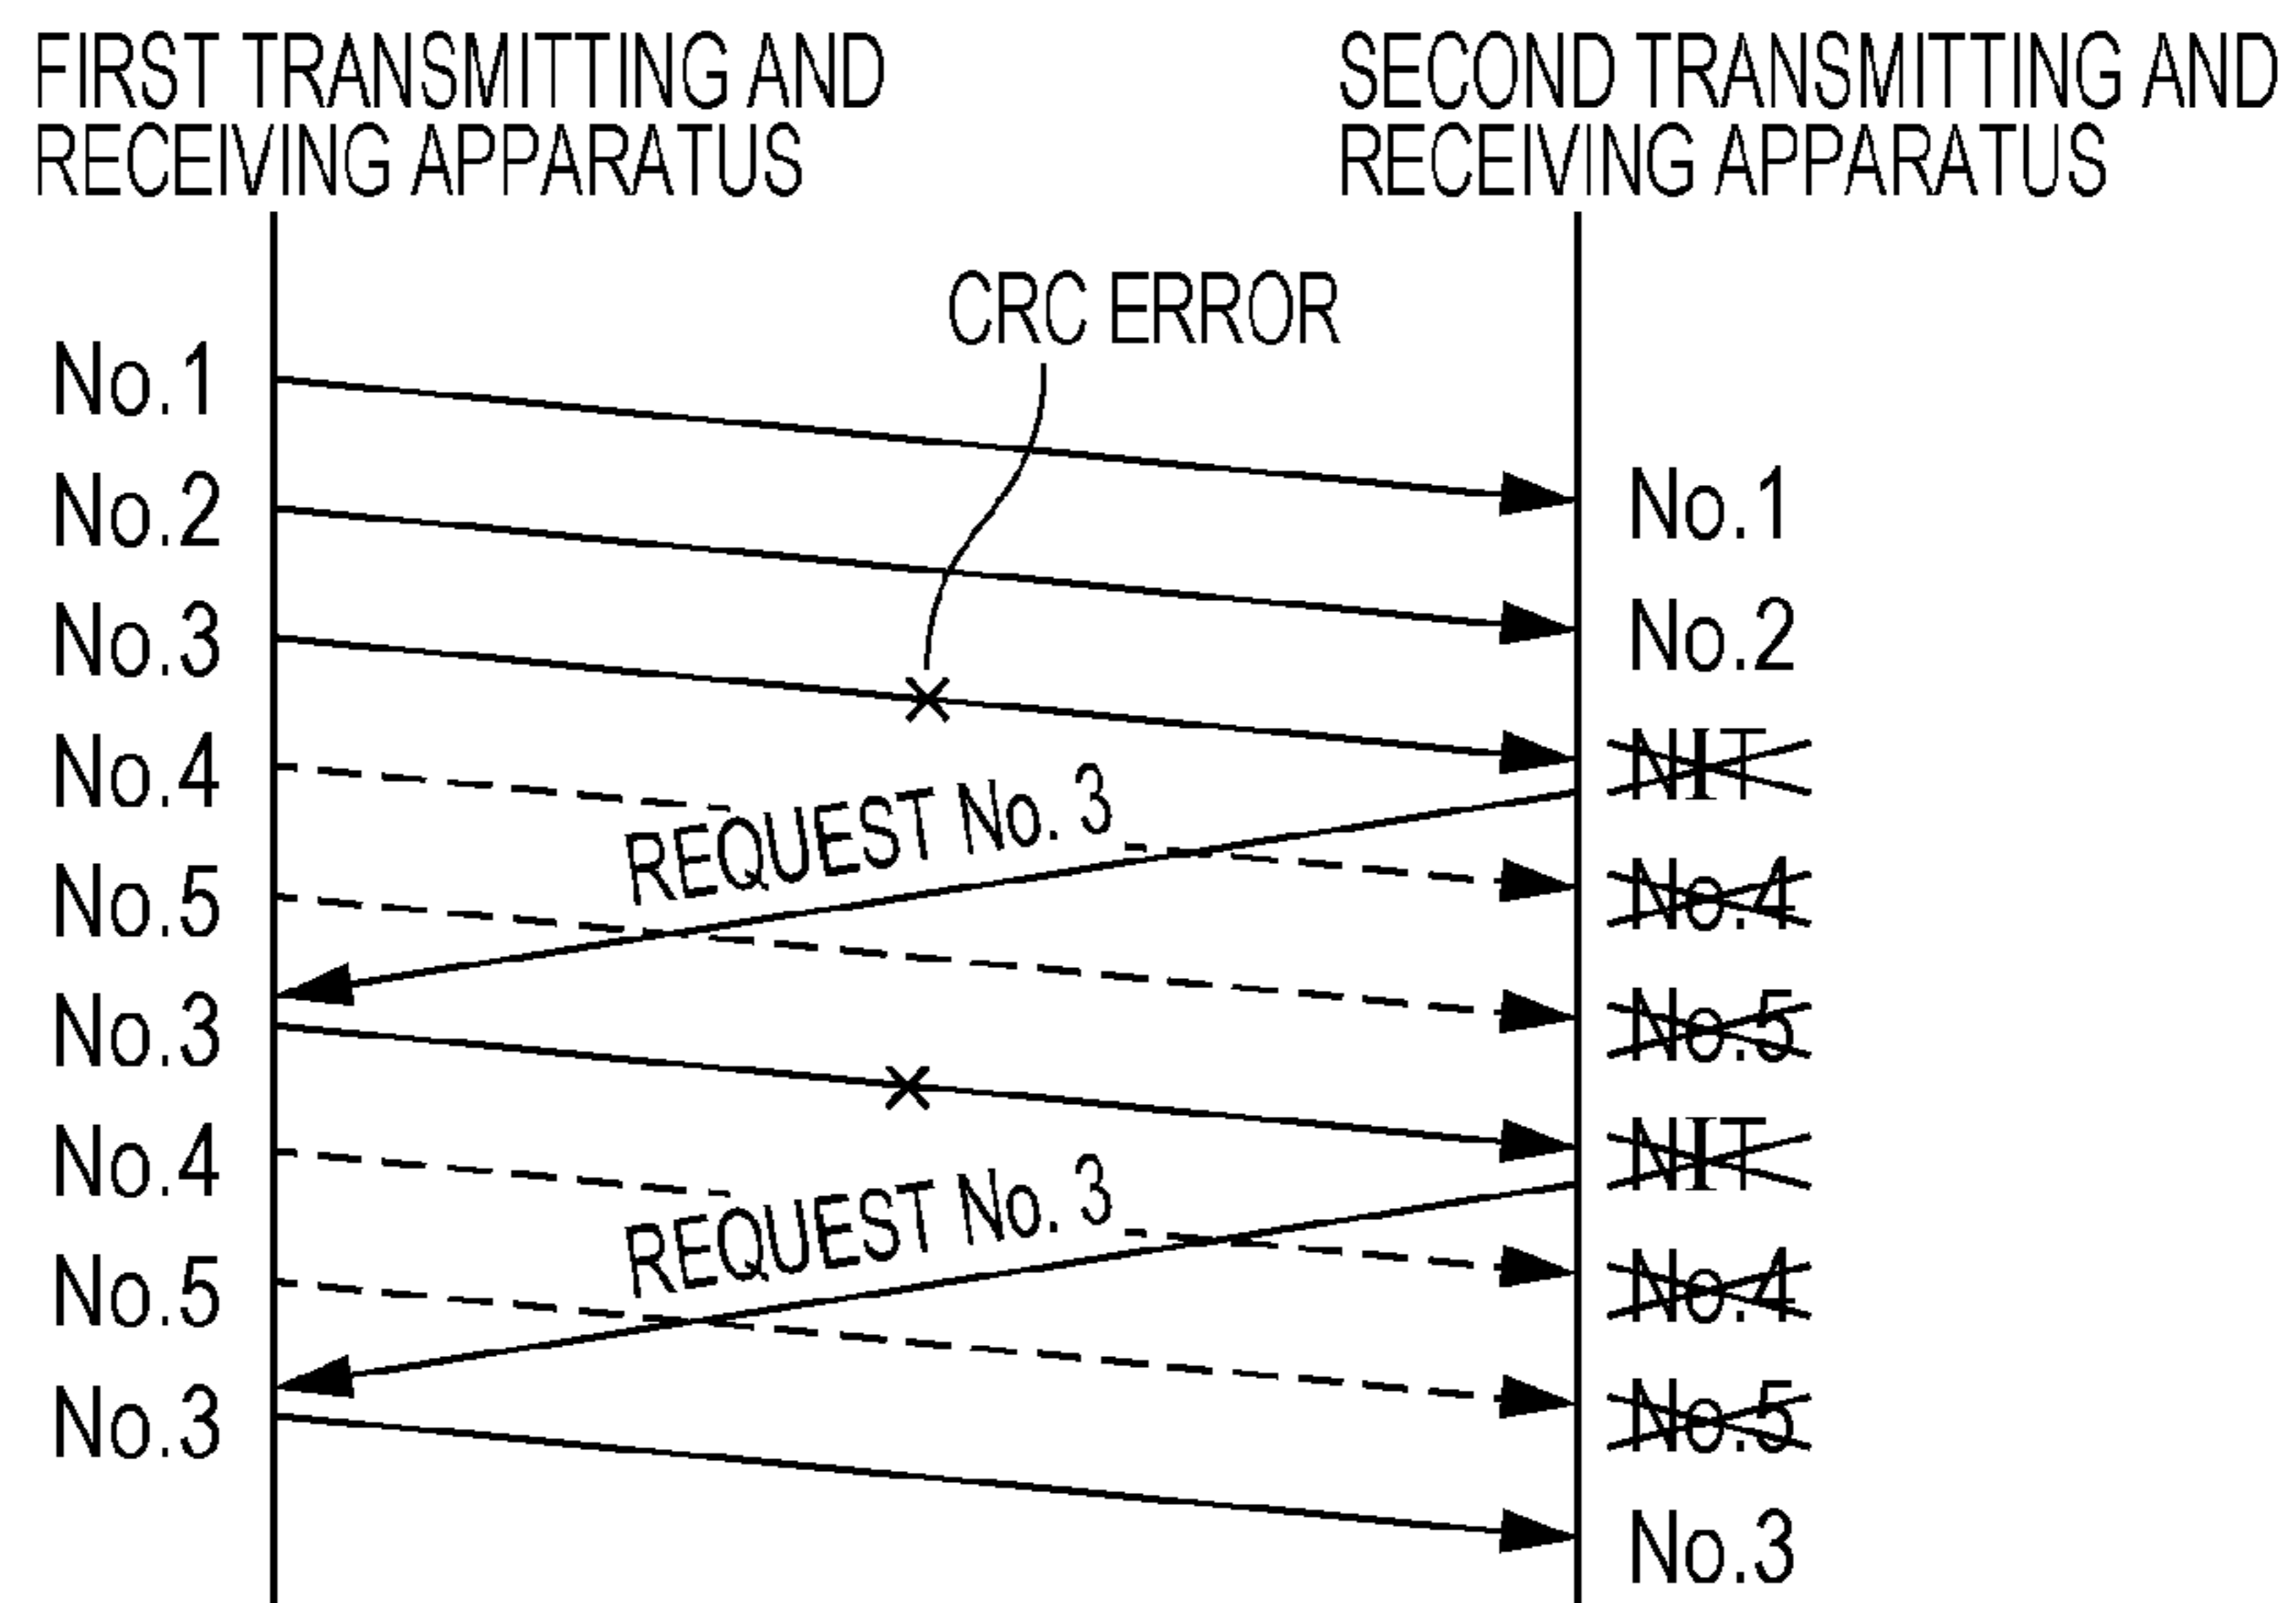 FIRST TRANSMITTING AND
RECEIVING APPARATUS
SECOND TRANSMITTING AND
RECEIVING APPARATUS
CRC ERROR
No.1
No.2
No.3
No.4
No.5
No.3
No.4
No.5
No.3
REQUEST No. 3
REQUEST No. 3
No.1
No.2
NIT
No.4
No.5
NIT
No.4
No.5
No.3